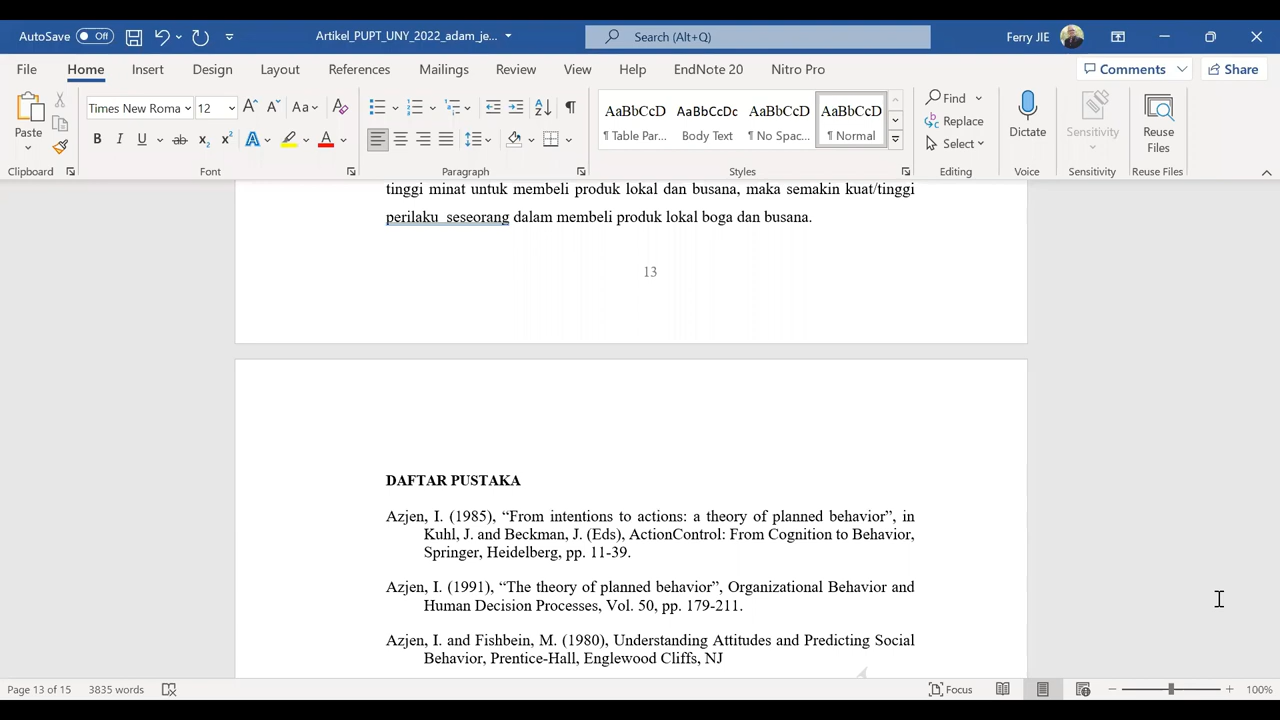 AutoSave Off Artikel_PUPT_UNY_2022_adam_je... Search (Alt+Q) Ferry JIE
File Home Insert Design Layout References Mailings Review View Help EndNote 20 Nitro Pro Comments Share
Paste
Clipboard
Times New Roma 12
Font
Paragraph
AaBbCcD AaBbCcDc AaBbCcD AaBbCcD
¶ Table Par... Body Text ¶ No Spac... ¶ Normal
Styles
Find
Replace
Select
Editing
Dictate
Voice
Sensitivity
Sensitivity
Reuse
Files
Reuse Files
tinggi minat untuk membeli produk lokal dan busana, maka semakin kuat/tinggi
perilaku seseorang dalam membeli produk lokal boga dan busana.
13
DAFTAR PUSTAKA
Azjen, I. (1985), “From intentions to actions: a theory of planned behavior”, in
Kuhl, J. and Beckman, J. (Eds), ActionControl: From Cognition to Behavior,
Springer, Heidelberg, pp. 11-39.
Azjen, I. (1991), “The theory of planned behavior”, Organizational Behavior and
Human Decision Processes, Vol. 50, pp. 179-211.
Azjen, I. and Fishbein, M. (1980), Understanding Attitudes and Predicting Social
Behavior, Prentice-Hall, Englewood Cliffs, NJ
Page 13 of 15 3835 words Focus 100%